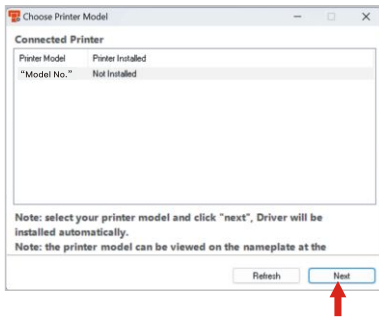 Choose Printer Model
Connected Printer
Printer Model Printer Installed
“Model No.” Not Installed
Note: select your printer model and click "next", Driver will be
installed automatically.
Note: the printer model can be viewed on the nameplate at the
Refresh Next